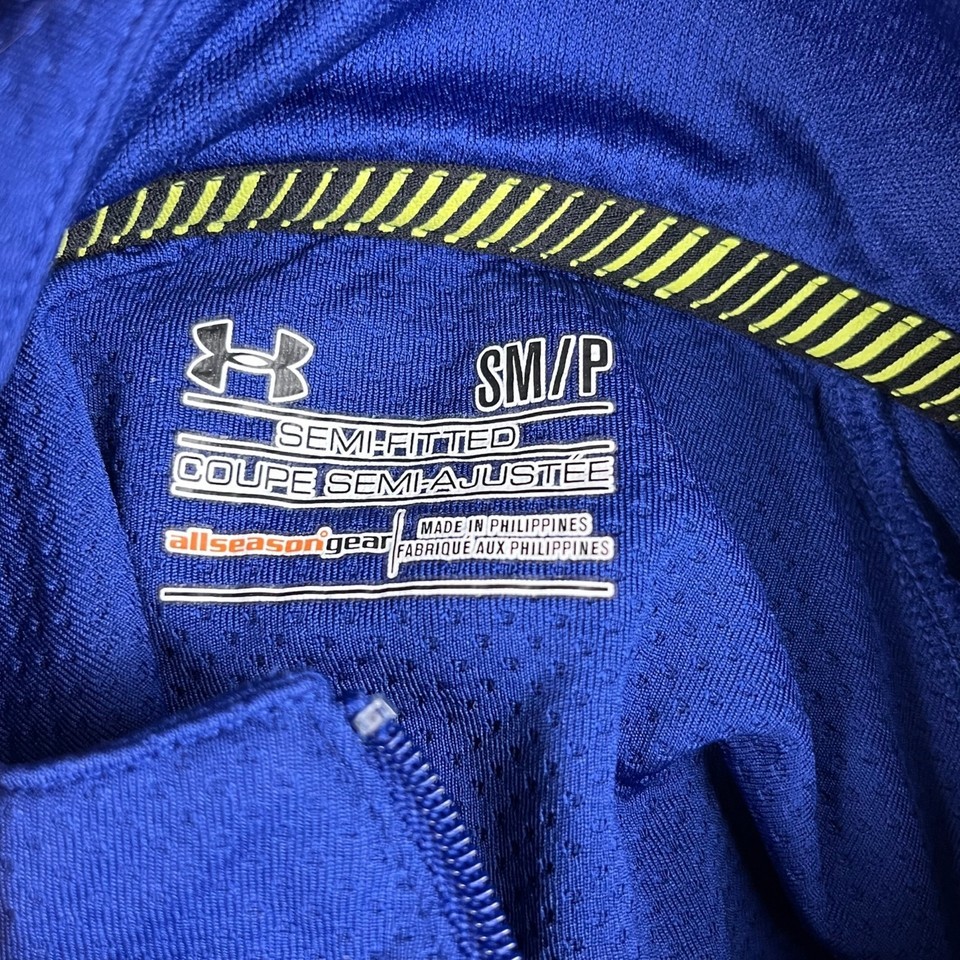 SM/P
SEMI-FITTED
COUPE SEMI-AJUSTÉE
allseasongear
MADE IN PHILIPPINES
FABRIQUE AUX PHILIPPINES